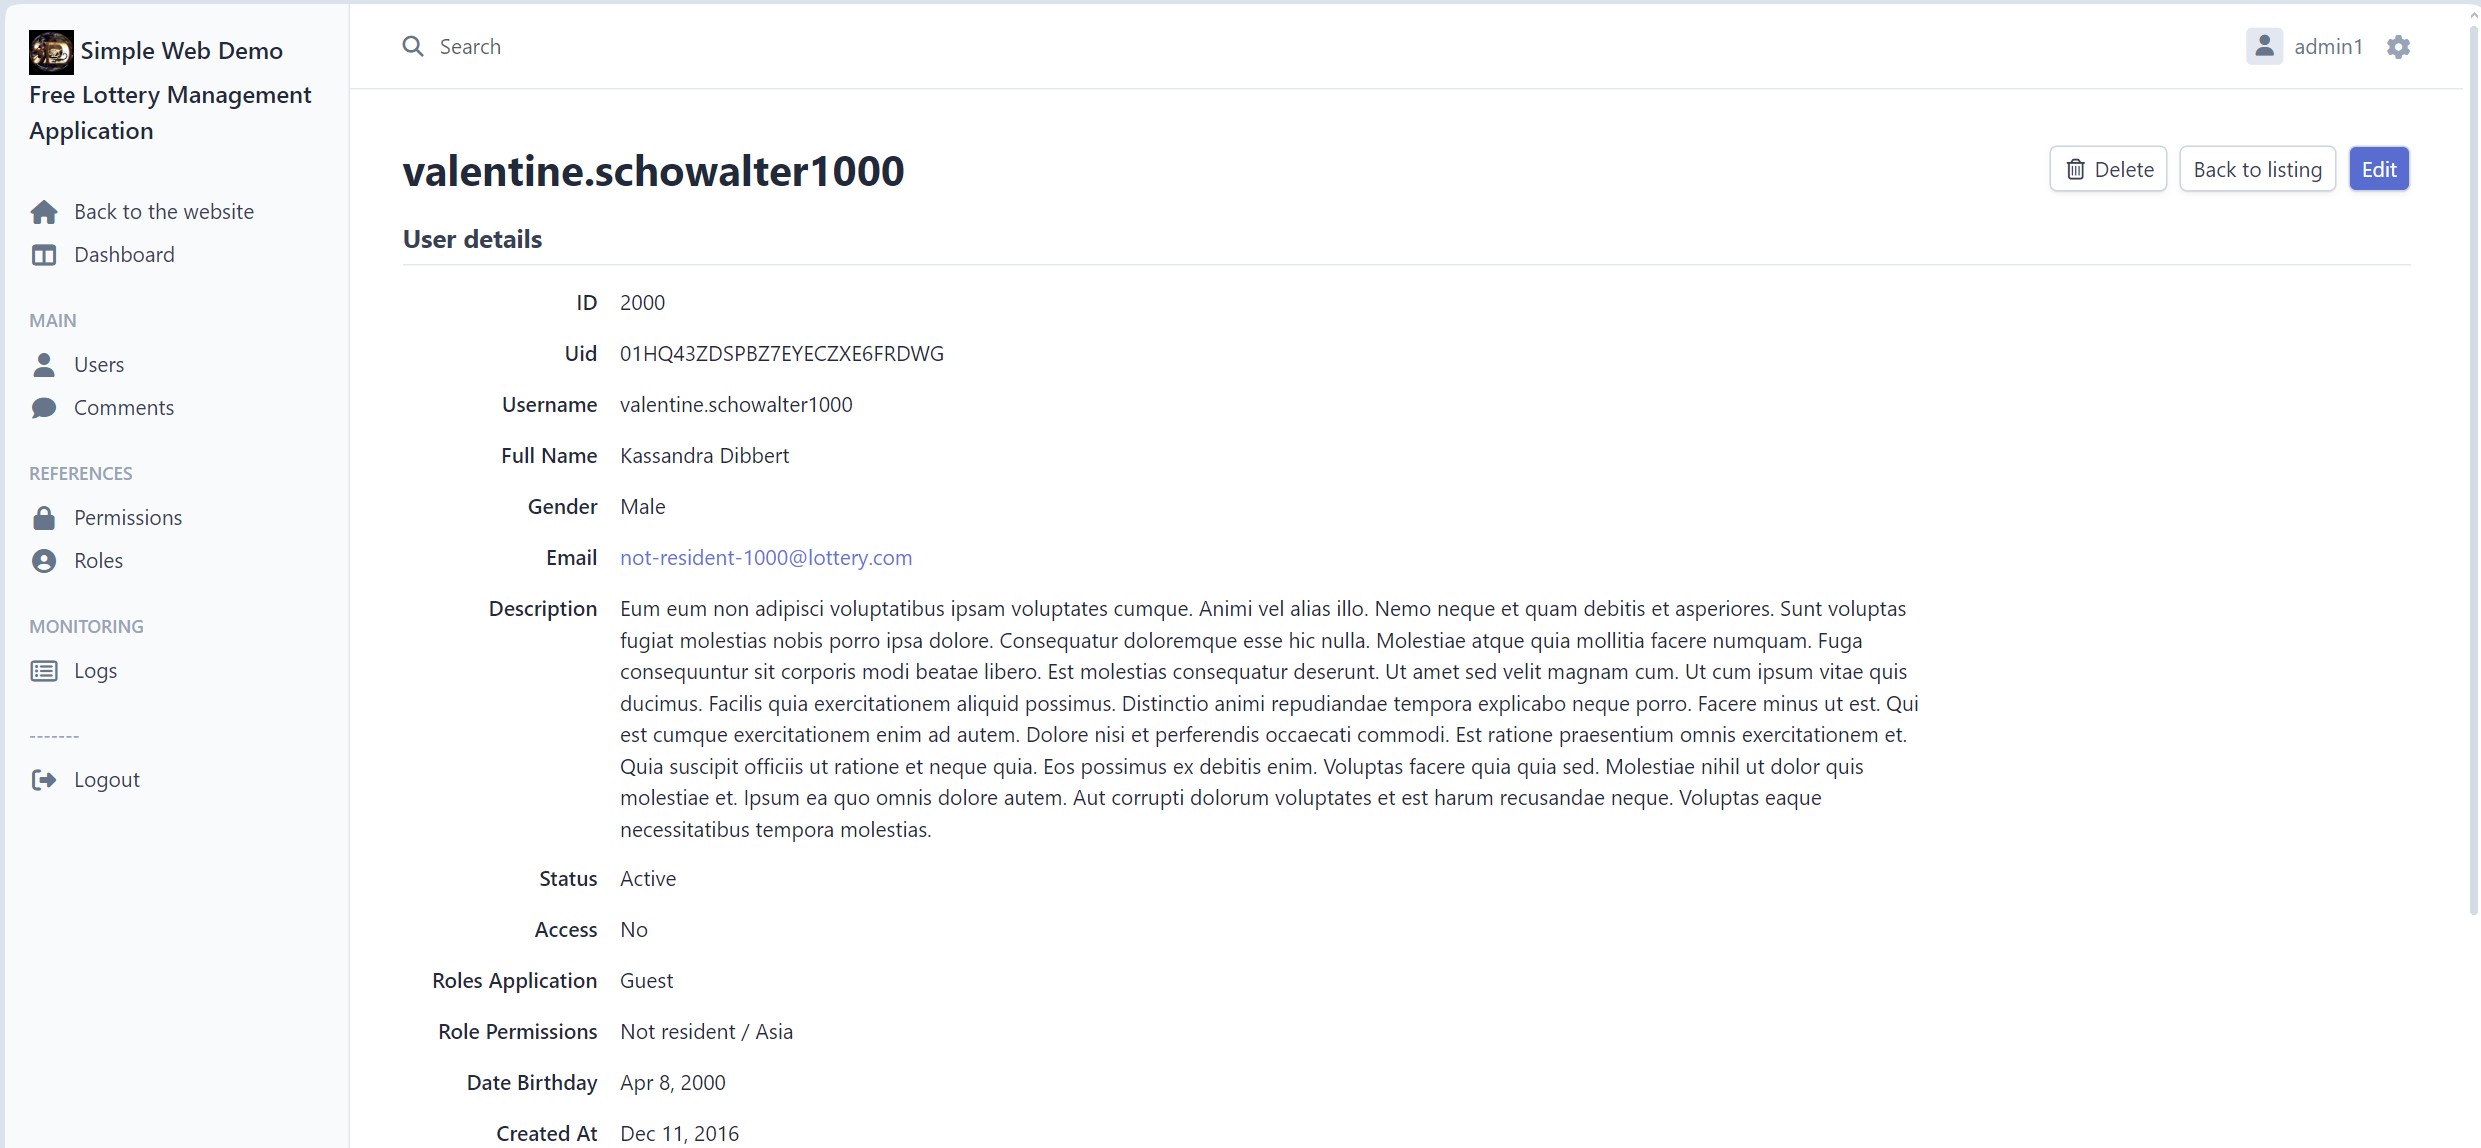 Simple Web Demo
Free Lottery Management
Application
Back to the website
Dashboard
MAIN
Users
Comments
REFERENCES
Permissions
Roles
MONITORING
Logs
-------
Logout
Search
admin1
valentine.schowalter1000
Delete
Back to listing
Edit
User details
ID 2000
Uid 01HQ43ZDSPBZ7EYECZXE6FRDWG
Username valentine.schowalter1000
Full Name Kassandra Dibbert
Gender Male
Email not-resident-1000@lottery.com
Description Eum eum non adipisci voluptatibus ipsam voluptates cumque. Animi vel alias illo. Nemo neque et quam debitis et asperiores. Sunt voluptas
fugiat molestias nobis porro ipsa dolore. Consequatur doloremque esse hic nulla. Molestiae atque quia mollitia facere numquam. Fuga
consequuntur sit corporis modi beatae libero. Est molestias consequatur deserunt. Ut amet sed velit magnam cum. Ut cum ipsum vitae quis
ducimus. Facilis quia exercitationem aliquid possimus. Distinctio animi repudiandae tempora explicabo neque porro. Facere minus ut est. Qui
est cumque exercitationem enim ad autem. Dolore nisi et perferendis occaecati commodi. Est ratione praesentium omnis exercitationem et.
Quia suscipit officiis ut ratione et neque quia. Eos possimus ex debitis enim. Voluptas facere quia quia sed. Molestiae nihil ut dolor quis
molestiae et. Ipsum ea quo omnis dolore autem. Aut corrupti dolorum voluptates et est harum recusandae neque. Voluptas eaque
necessitatibus tempora molestias.
Status Active
Access No
Roles Application Guest
Role Permissions Not resident / Asia
Date Birthday Apr 8, 2000
Created At Dec 11, 2016